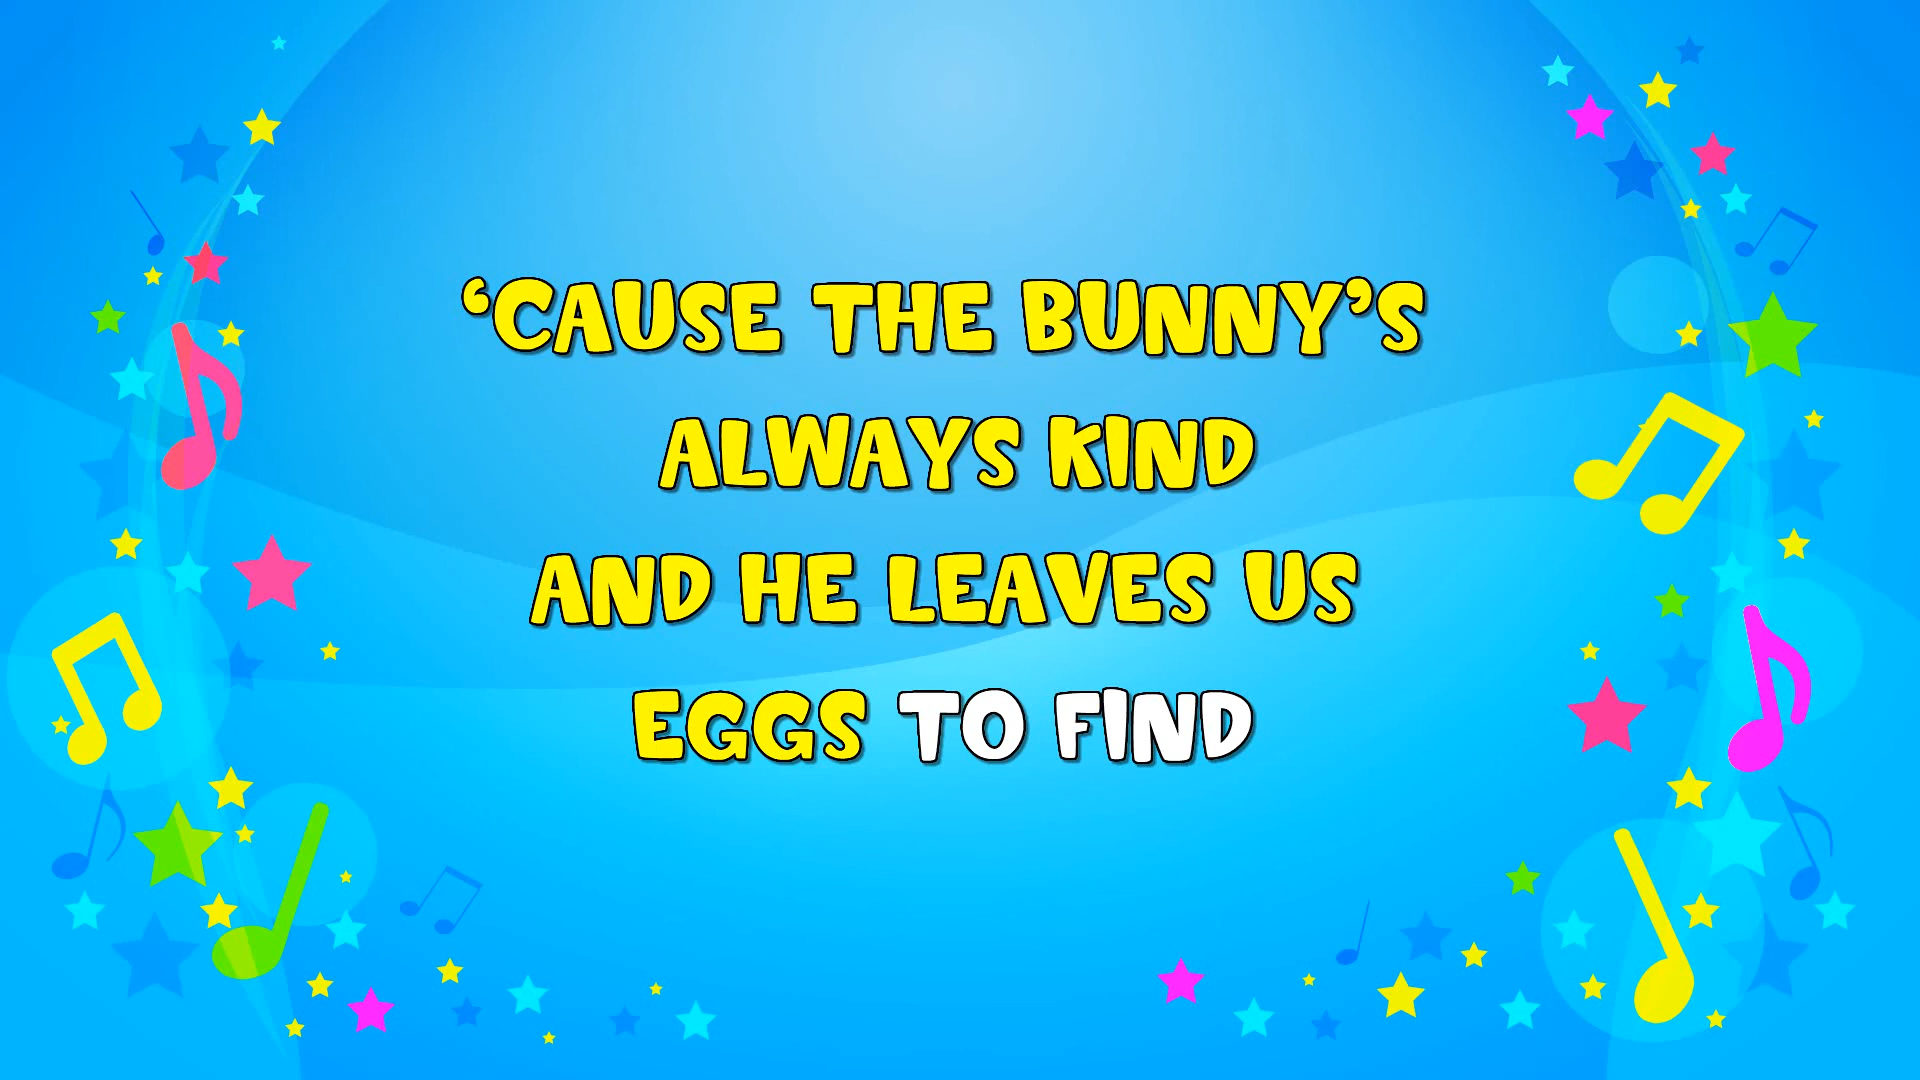 ‘CAUSE THE BUNNY’S
ALWAYS KIND
AND HE LEAVES US
EGGS TO FIND